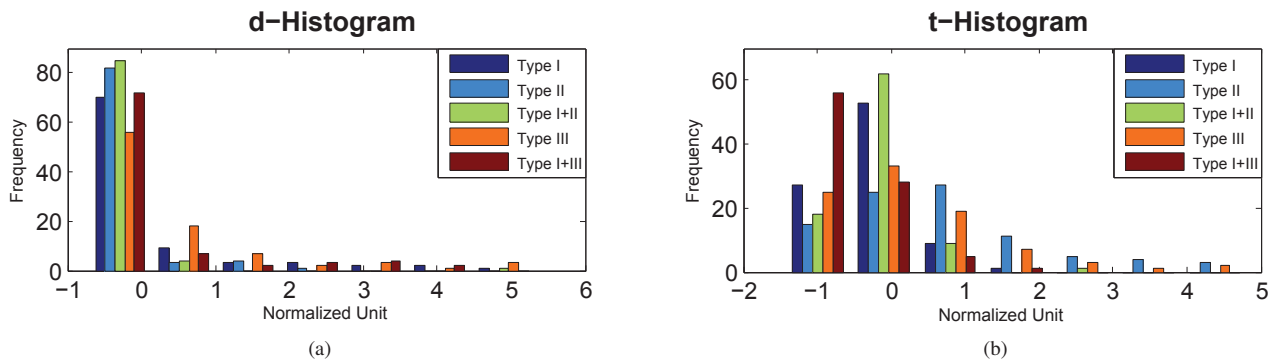 d−Histogram
80
60
40
20
0
−1 0 1 2 3 4 5 6
Frequency
Normalized Unit
Type I
Type II
Type I+II
Type III
Type I+III
(a)
t−Histogram
60
40
20
0
−2 −1 0 1 2 3 4 5
Frequency
Normalized Unit
Type I
Type II
Type I+II
Type III
Type I+III
(b)